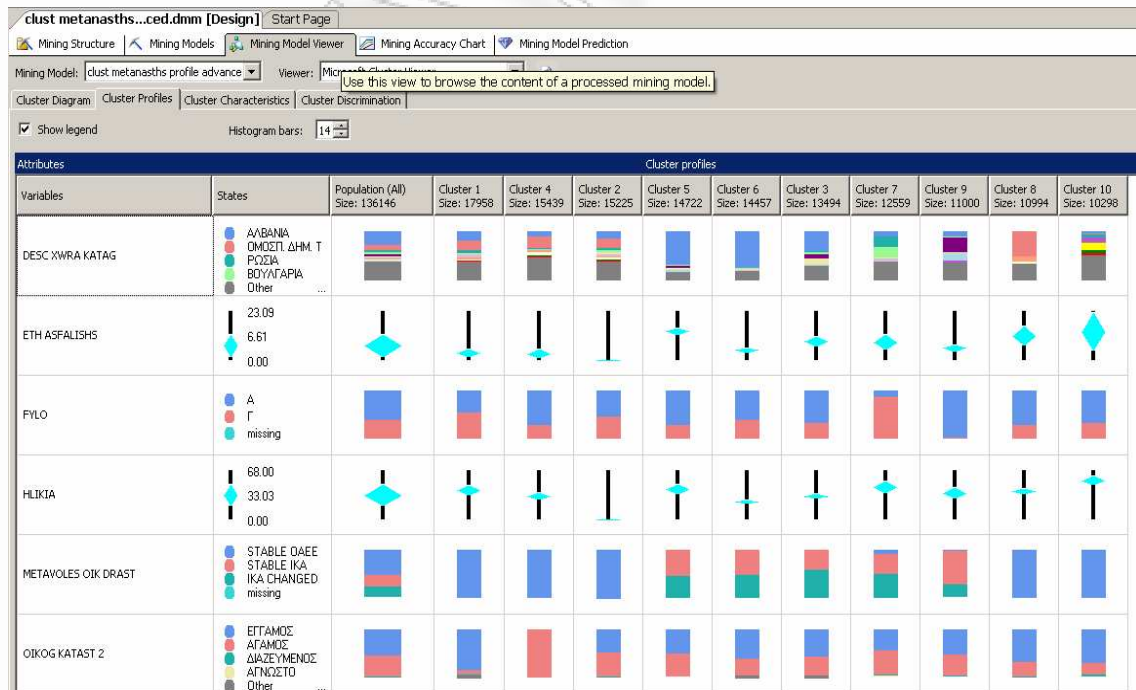 clust metanasths...ced.dmm [Design] Start Page
Mining Structure Mining Models Mining Model Viewer Mining Accuracy Chart Mining Model Prediction
Mining Model: clust metanasths profile advance Viewer: Microsoft Cluster Viewer
Use this view to browse the content of a processed mining model.
Cluster Diagram Cluster Profiles Cluster Characteristics Cluster Discrimination
Show legend Histogram bars: 14
Attributes Cluster profiles
Variables States Population (All) Cluster 1 Cluster 4 Cluster 2 Cluster 5 Cluster 6 Cluster 3 Cluster 7 Cluster 9 Cluster 8 Cluster 10
Size: 136146 Size: 17958 Size: 15439 Size: 15225 Size: 14722 Size: 14457 Size: 13494 Size: 12559 Size: 11000 Size: 10994 Size: 10298
DESC XWRA KATAG
ΑΛΒΑΝΙΑ
ΟΜΟΣΠ. ΔΗΜ. Τ
ΡΩΣΙΑ
ΒΟΥΛΓΑΡΙΑ
Other ...
ETH ASFALISHS
23.09
6.61
0.00
FYLO
Α
Γ
missing
HLIKIA
68.00
33.03
0.00
METAVOLES OIK DRAST
STABLE OAEE
STABLE IKA
IKA CHANGED
missing
OIKOG KATAST 2
ΕΓΓΑΜΟΣ
ΑΓΑΜΟΣ
ΔΙΑΖΕΥΜΕΝΟΣ
ΑΓΝΩΣΤΟ
Other ...